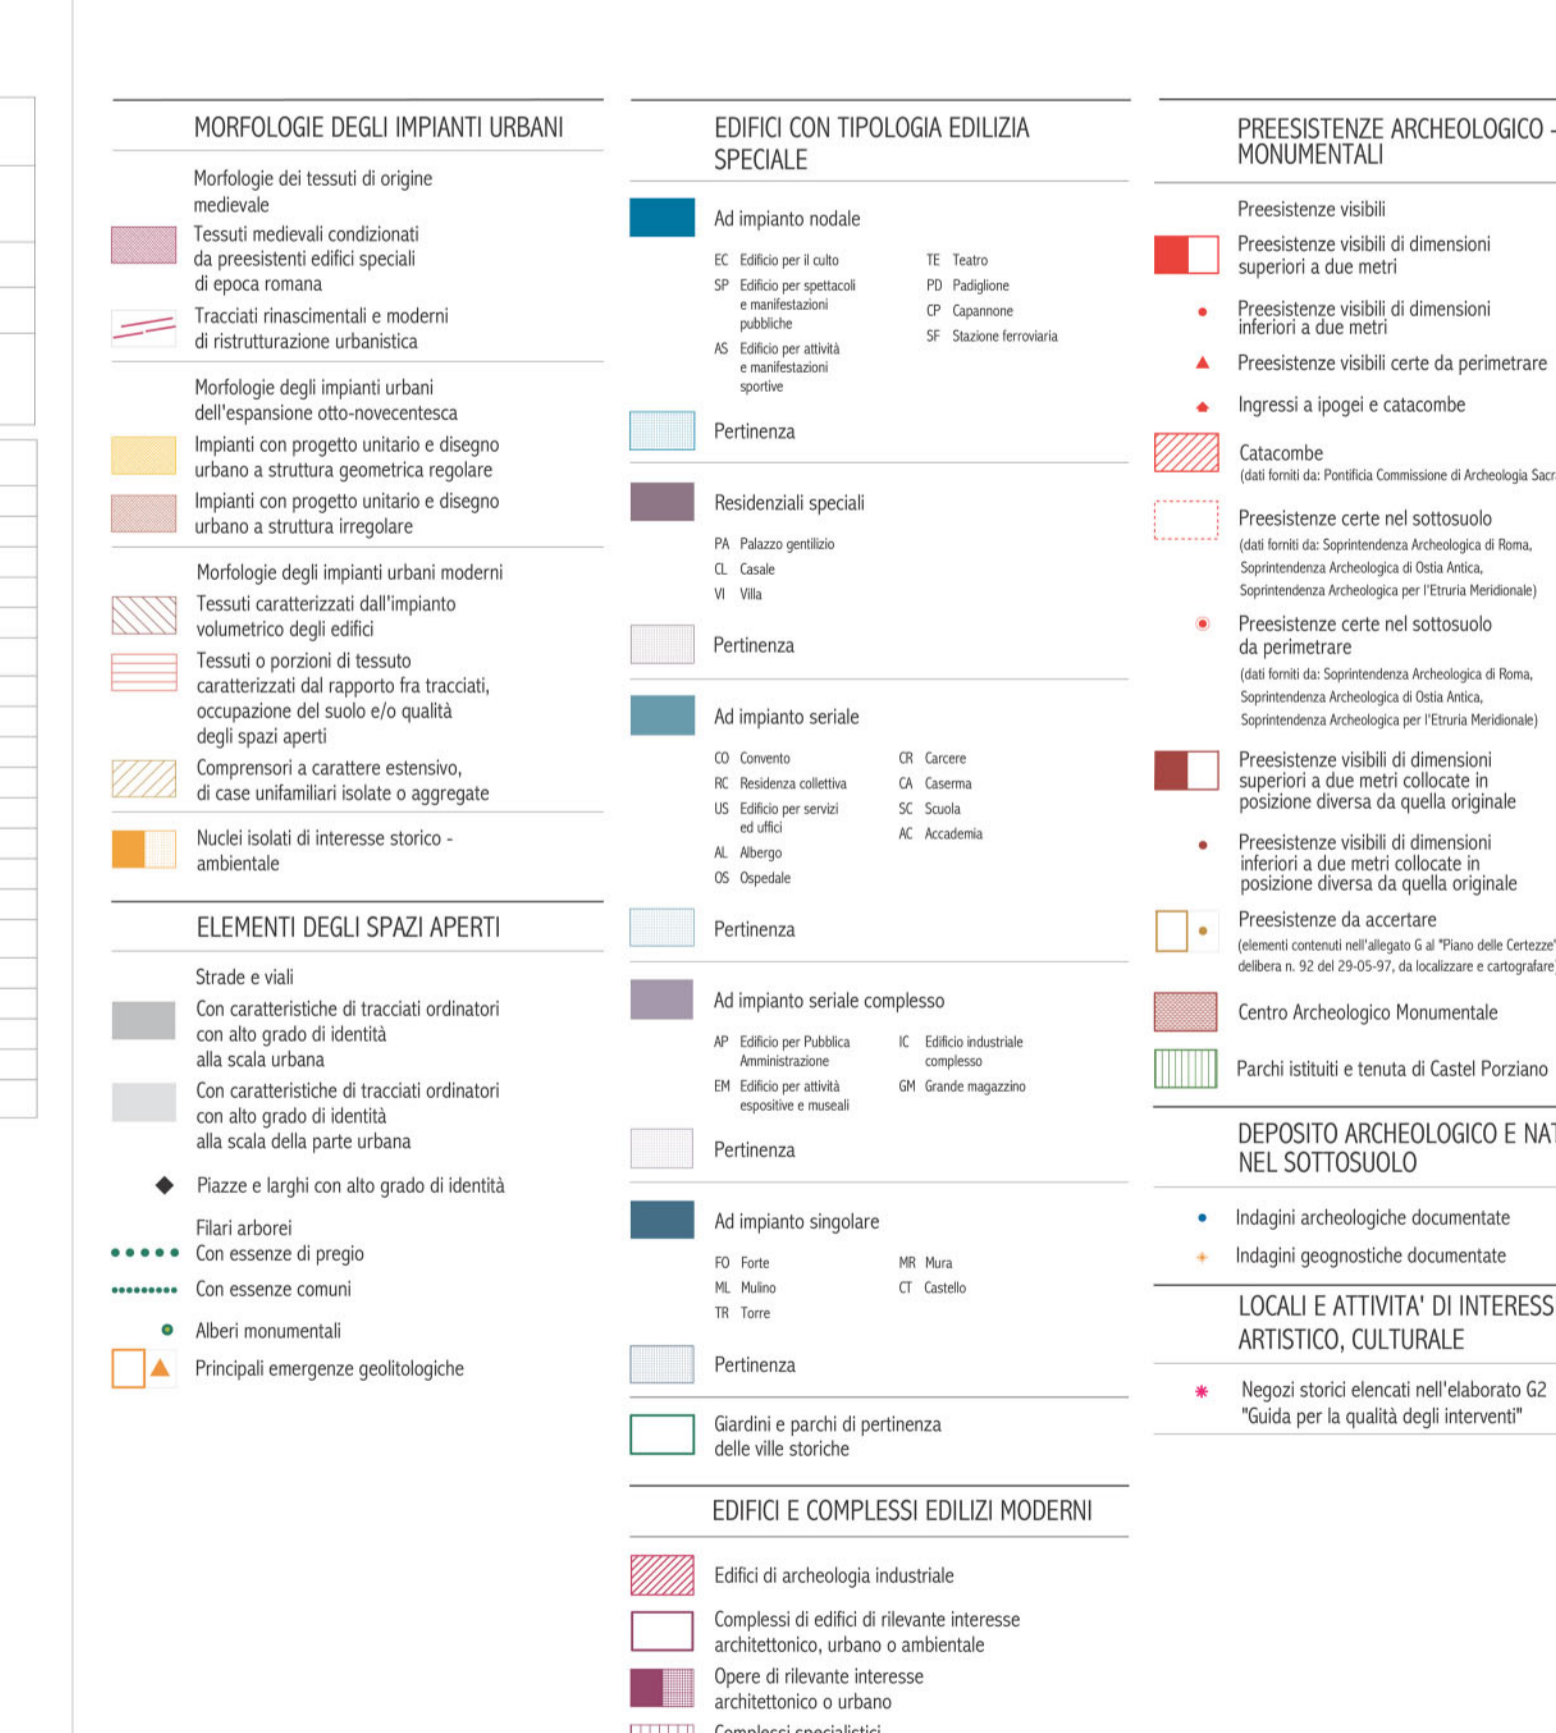 MORFOLOGIE DEGLI IMPIANTI URBANI
Morfologie dei tessuti di origine
medievale
Tessuti medievali condizionati
da preesistenti edifici speciali
di epoca romana
Tracciati rinascimentali e moderni
di ristrutturazione urbanistica
Morfologie degli impianti urbani
dell'espansione otto-novecentesca
Impianti con progetto unitario e disegno
urbano a struttura geometrica regolare
Impianti con progetto unitario e disegno
urbano a struttura irregolare
Morfologie degli impianti urbani moderni
Tessuti caratterizzati dall'impianto
volumetrico degli edifici
Tessuti o porzioni di tessuto
caratterizzati dal rapporto fra tracciati,
occupazione del suolo e/o qualità
degli spazi aperti
Comprensori a carattere estensivo,
di case unifamiliari isolate o aggregate
Nuclei isolati di interesse storico -
ambientale
ELEMENTI DEGLI SPAZI APERTI
Strade e viali
Con caratteristiche di tracciati ordinatori
con alto grado di identità
alla scala urbana
Con caratteristiche di tracciati ordinatori
con alto grado di identità
alla scala della parte urbana
Piazze e larghi con alto grado di identità
Filari arborei
Con essenze di pregio
Con essenze comuni
Alberi monumentali
Principali emergenze geolitologiche
EDIFICI CON TIPOLOGIA EDILIZIA
SPECIALE
Ad impianto nodale
EC Edificio per il culto
SP Edificio per spettacoli
e manifestazioni
pubbliche
AS Edificio per attività
e manifestazioni
sportive
TE Teatro
PD Padiglione
CP Capannone
SF Stazione ferroviaria
Pertinenza
Residenziali speciali
PA Palazzo gentilizio
CL Casale
VI Villa
Pertinenza
Ad impianto seriale
CO Convento
RC Residenza collettiva
US Edificio per servizi
ed uffici
AL Albergo
OS Ospedale
CR Carcere
CA Caserma
SC Scuola
AC Accademia
Pertinenza
Ad impianto seriale complesso
AP Edificio per Pubblica
Amministrazione
EM Edificio per attività
espositive e museali
IC Edificio industriale
complesso
GM Grande magazzino
Pertinenza
Ad impianto singolare
FO Forte
ML Mulino
TR Torre
MR Mura
CT Castello
Pertinenza
Giardini e parchi di pertinenza
delle ville storiche
EDIFICI E COMPLESSI EDILIZI MODERNI
Edifici di archeologia industriale
Complessi di edifici di rilevante interesse
architettonico, urbano o ambientale
Opere di rilevante interesse
architettonico o urbano
Complessi specialistici
PREESISTENZE ARCHEOLOGICO -
MONUMENTALI
Preesistenze visibili
Preesistenze visibili di dimensioni
superiori a due metri
Preesistenze visibili di dimensioni
inferiori a due metri
Preesistenze visibili certe da perimetrare
Ingressi a ipogei e catacombe
Catacombe
(dati forniti da: Pontificia Commissione di Archeologia Sacr
Preesistenze certe nel sottosuolo
(dati forniti da: Soprintendenza Archeologica di Roma,
Soprintendenza Archeologica di Ostia Antica,
Soprintendenza Archeologica per l'Etruria Meridionale)
Preesistenze certe nel sottosuolo
da perimetrare
(dati forniti da: Soprintendenza Archeologica di Roma,
Soprintendenza Archeologica di Ostia Antica,
Soprintendenza Archeologica per l'Etruria Meridionale)
Preesistenze visibili di dimensioni
superiori a due metri collocate in
posizione diversa da quella originale
Preesistenze visibili di dimensioni
inferiori a due metri collocate in
posizione diversa da quella originale
Preesistenze da accertare
(elementi contenuti nell'allegato G al "Piano delle Certezze"
delibera n. 92 del 29-05-97, da localizzare e cartografare)
Centro Archeologico Monumentale
Parchi istituiti e tenuta di Castel Porziano
DEPOSITO ARCHEOLOGICO E NAT
NEL SOTTOSUOLO
Indagini archeologiche documentate
Indagini geognostiche documentate
LOCALI E ATTIVITA' DI INTERESS
ARTISTICO, CULTURALE
Negozi storici elencati nell'elaborato G2
"Guida per la qualità degli interventi"